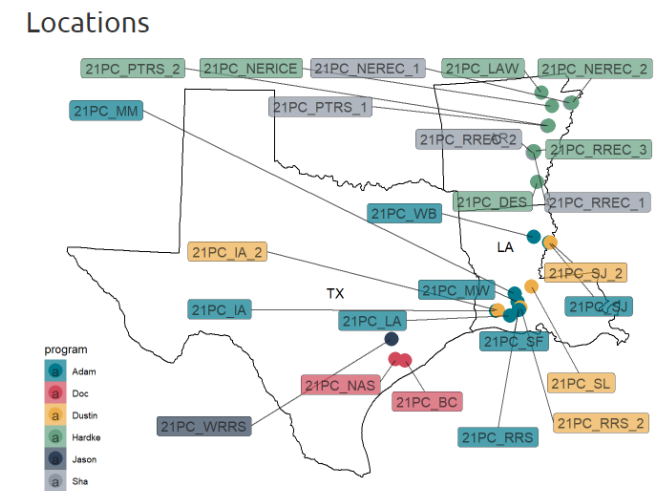 Locations
21PC_PTRS_2
21PC_NERICE
21PC_NEREC_1
21PC_LAW
21PC_NEREC_2
21PC_MM
21PC_PTRS_1
21PC_RREC_2
AR
21PC_RREC_3
21PC_DES
21PC_RREC_1
21PC_WB
LA
21PC_IA_2
21PC_SJ_2
TX
21PC_MW
21PC_IA
21PC_LA
21PC_SJ
21PC_SF
program
a Adam
a Doc
a Dustin
a Hardke
a Jason
a Sha
21PC_NAS
21PC_SL
21PC_BC
21PC_WRRS
21PC_RRS
21PC_RRS_2